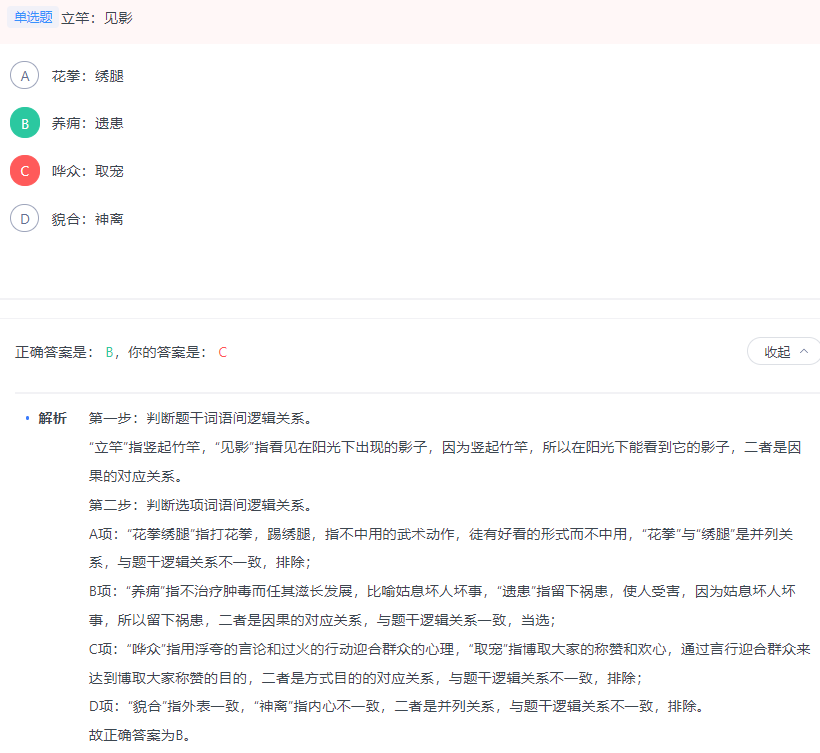 单选题 立竿：见影
A 花拳：绣腿
B 养痈：遗患
C 哗众：取宠
D 貌合：神离
正确答案是： B，你的答案是： C
收起
解析 第一步：判断题干词语间逻辑关系。
“立竿”指竖起竹竿，“见影”指看见在阳光下出现的影子，因为竖起竹竿，所以在阳光下能看到它的影子，二者是因
果的对应关系。
第二步：判断选项词语间逻辑关系。
A项：“花拳绣腿”指打花拳，踢绣腿，指不中用的武术动作，徒有好看的形式而不中用，“花拳”与“绣腿”是并列关
系，与题干逻辑关系不一致，排除；
B项：“养痈”指不治疗肿毒而任其滋长发展，比喻姑息坏人坏事，“遗患”指留下祸患，使人受害，因为姑息坏人坏
事，所以留下祸患，二者是因果的对应关系，与题干逻辑关系一致，当选；
C项：“哗众”指用浮夸的言论和过火的行动迎合群众的心理，“取宠”指博取大家的称赞和欢心，通过言行迎合群众来
达到博取大家称赞的目的，二者是方式目的的对应关系，与题干逻辑关系不一致，排除；
D项：“貌合”指外表一致，“神离”指内心不一致，二者是并列关系，与题干逻辑关系不一致，排除。
故正确答案为B。